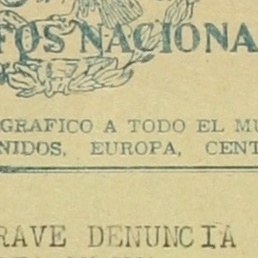 FOS NACIONA
GRAFICO A TODO EL MU
NIDOS, EUROPA, CENT
RAVE DENUNCIA